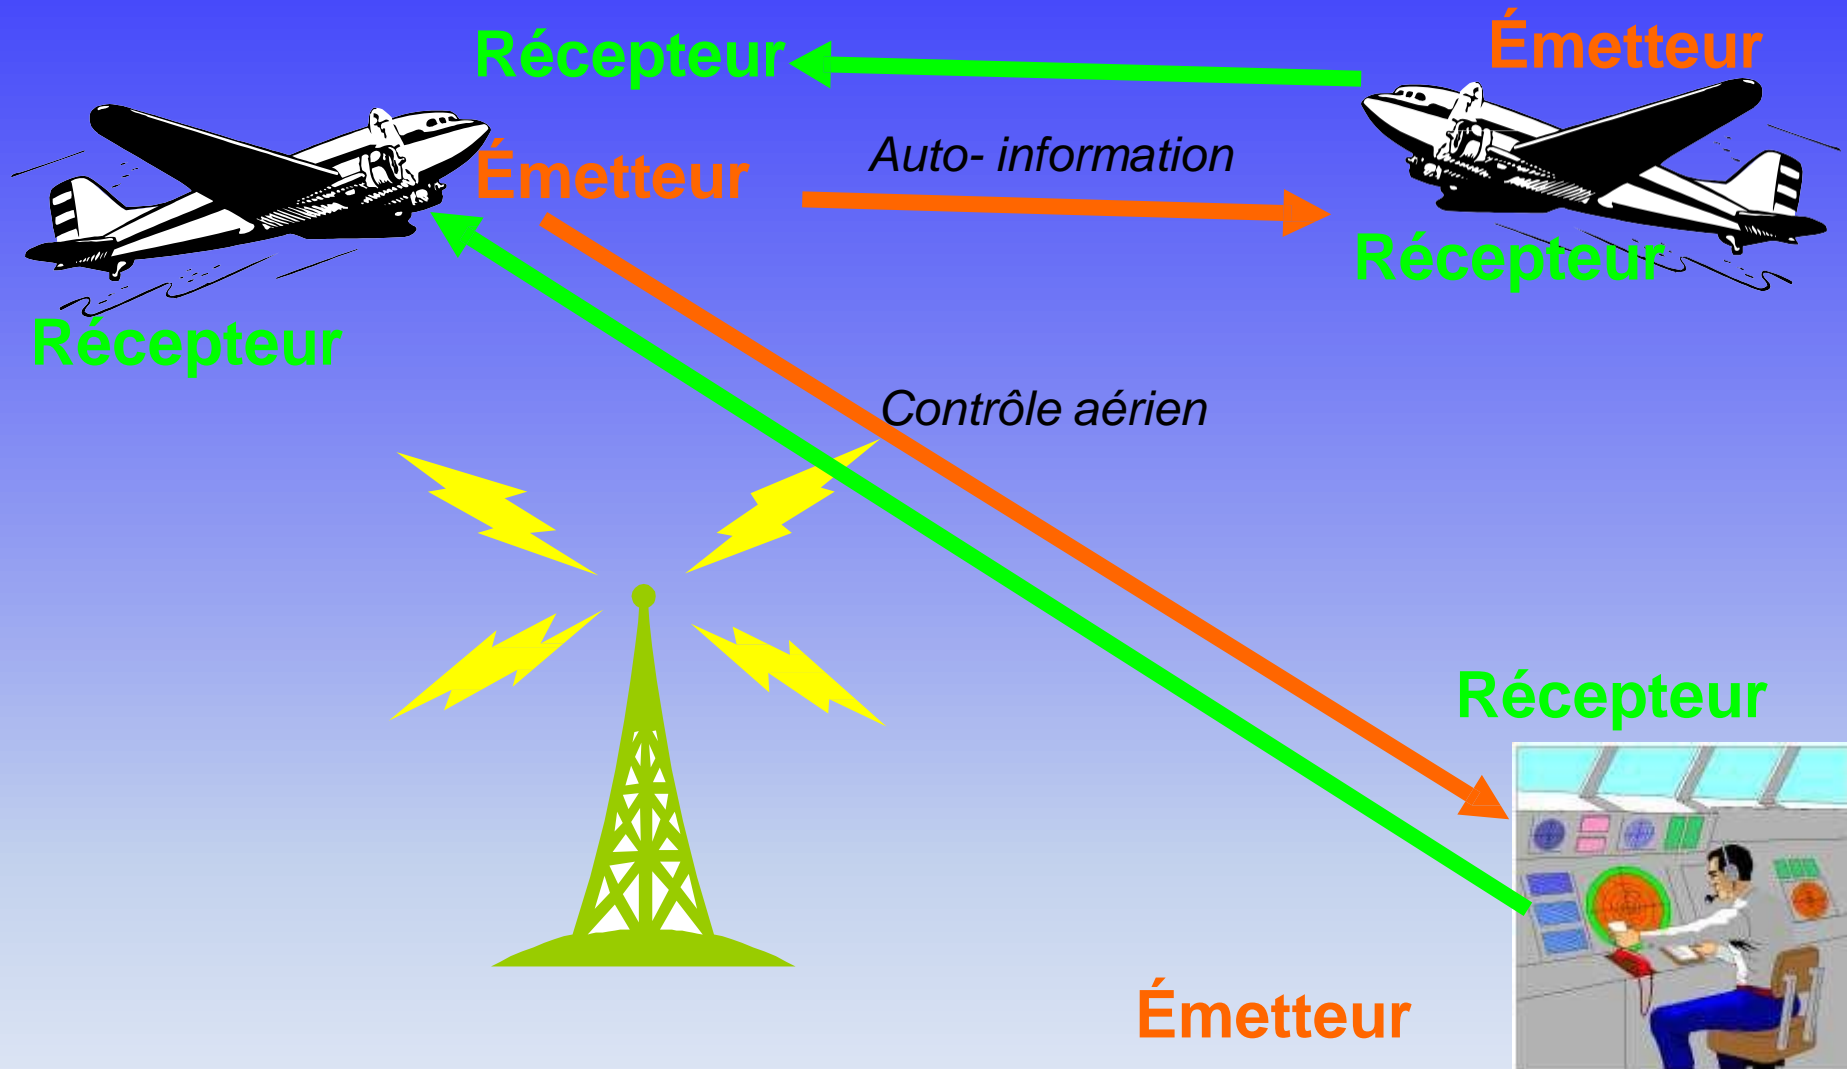 Récepteur
Émetteur
Émetteur
Auto- information
Récepteur
Récepteur
Contrôle aérien
Récepteur
Émetteur